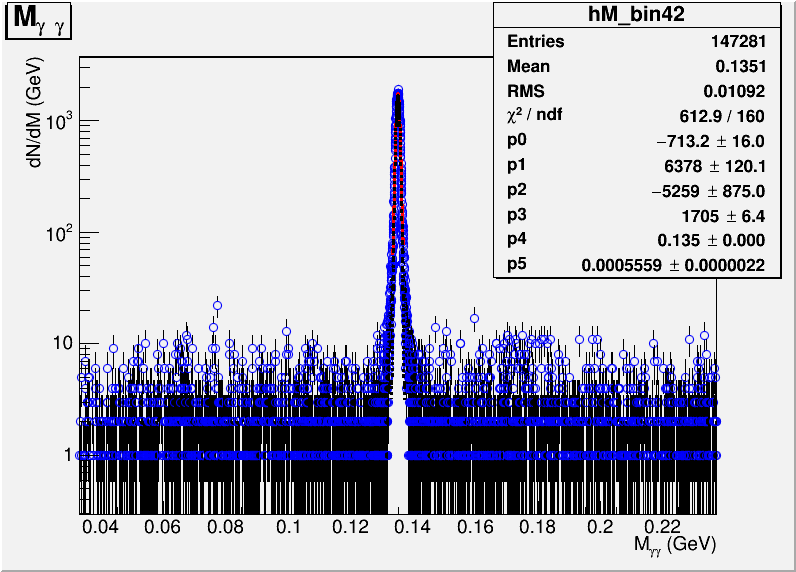 Mγ γ
hM_bin42
Entries 147281
Mean 0.1351
RMS 0.01092
χ² / ndf 612.9 / 160
p0 −713.2 ± 16.0
p1 6378 ± 120.1
p2 −5259 ± 875.0
p3 1705 ± 6.4
p4 0.135 ± 0.000
p5 0.0005559 ± 0.0000022
dN/dM (GeV)
10³
10²
10
1
0.04 0.06 0.08 0.1 0.12 0.14 0.16 0.18 0.2 0.22
Mγγ (GeV)